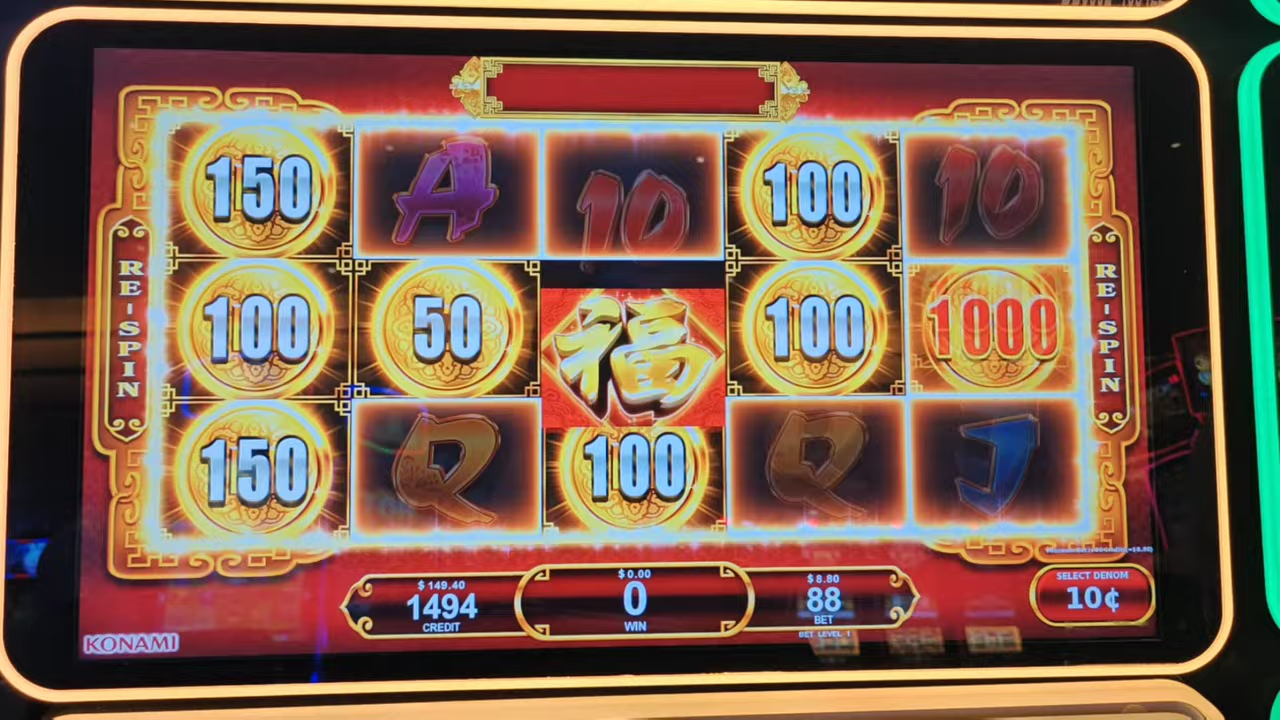 150 A 10 100 10
100 50 福 100 1000
150 Q 100 Q J
RE-SPIN
RE-SPIN
$149.40
1494
CREDIT
$0.00
0
WIN
$8.80
88
BET
BET LEVEL 1
SELECT DENOM
10¢
KONAMI